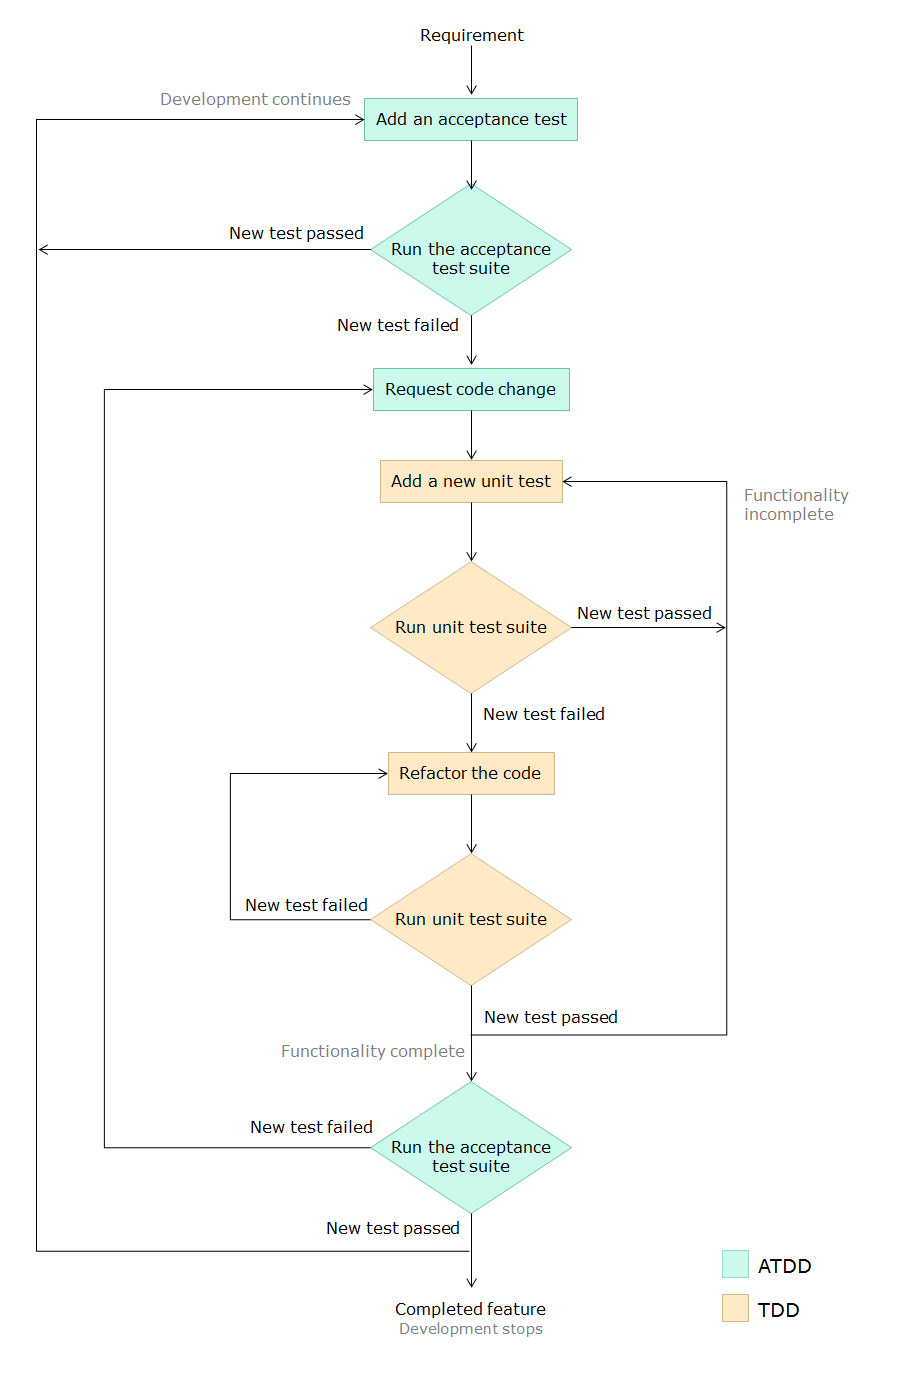 Requirement
Development continues
Add an acceptance test
New test passed
Run the acceptance
test suite
New test failed
Request code change
Add a new unit test
Functionality
incomplete
New test passed
Run unit test suite
New test failed
Refactor the code
New test failed
Run unit test suite
New test passed
Functionality complete
New test failed
Run the acceptance
test suite
New test passed
ATDD
Completed feature
TDD
Development stops